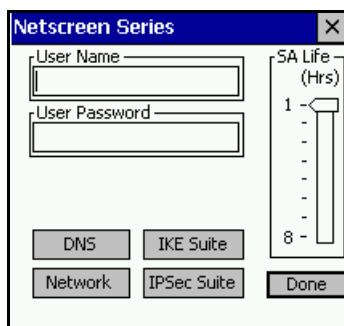 Netscreen Series
User Name
SA Life
(Hrs)
1
User Password
8
DNS
IKE Suite
Network
IPSec Suite
Done